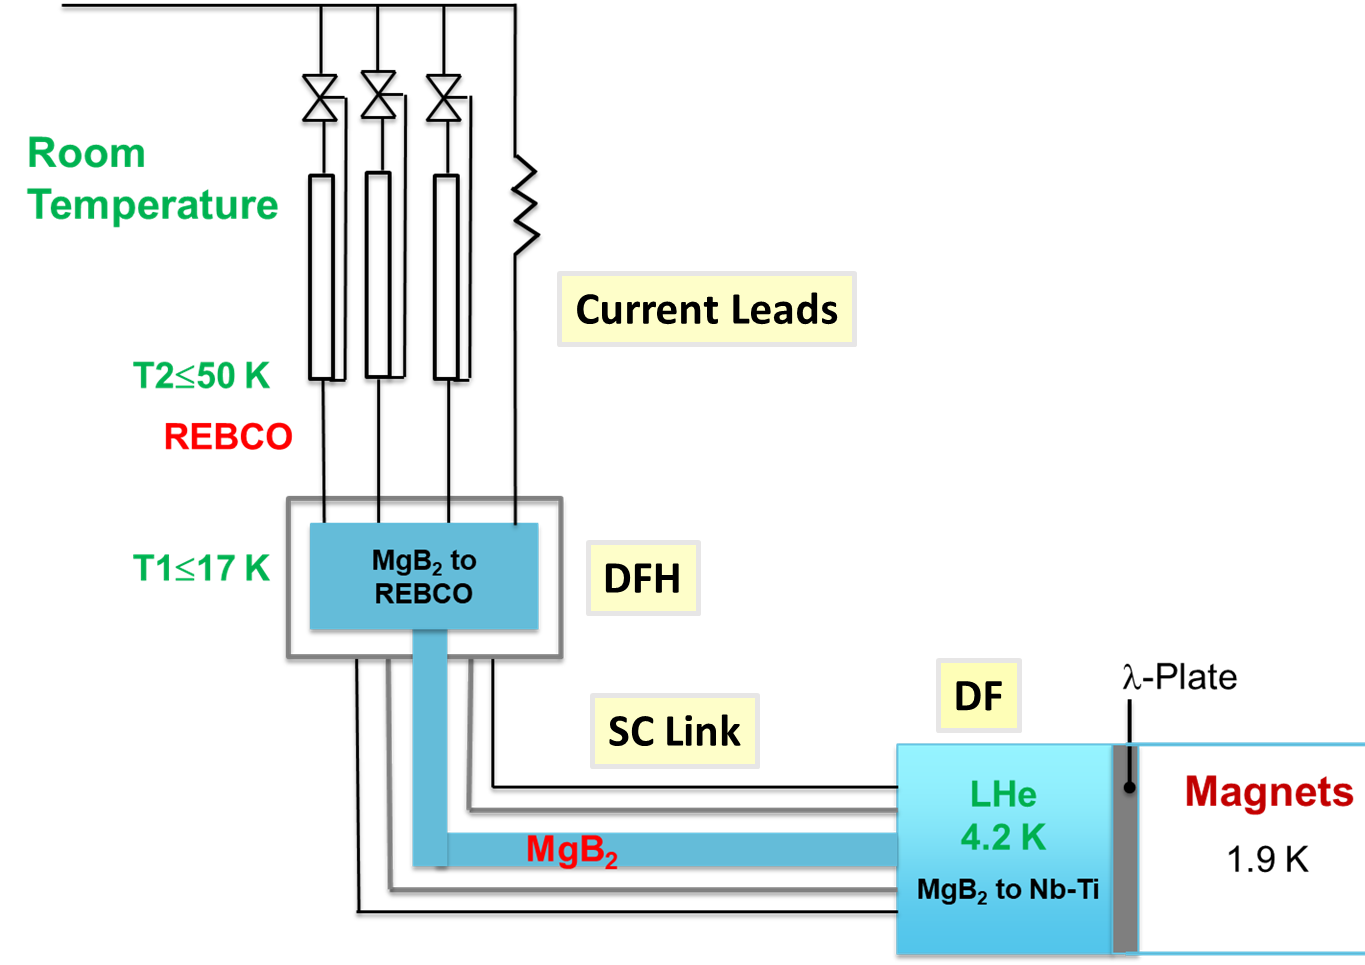 Room
Temperature
Current Leads
T2≤50 K
REBCO
T1≤17 K
MgB₂ to
REBCO
DFH
SC Link
DF
λ-Plate
LHe
4.2 K
MgB₂ to Nb-Ti
Magnets
1.9 K
MgB₂